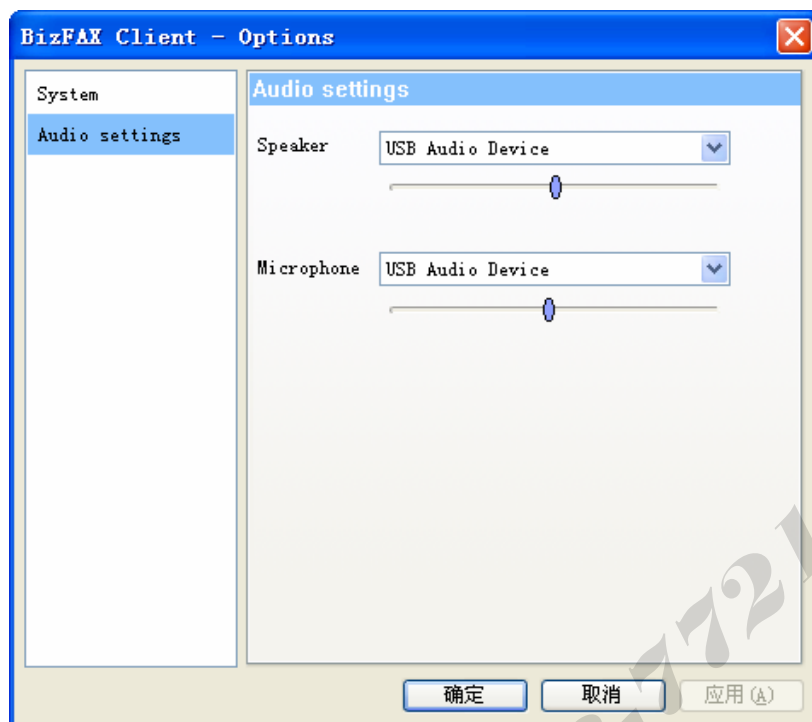 BizFAX Client - Options
System
Audio settings
Audio settings
Speaker
USB Audio Device
Microphone
USB Audio Device
确定
取消
应用(A)
7721